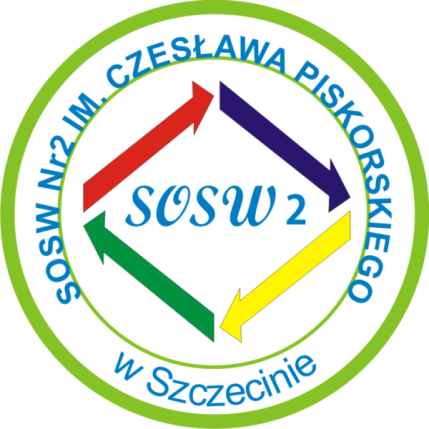 SOSW Nr2 IM. CZESŁAWA PISKORSKIEGO
SOSW 2
w Szczecinie